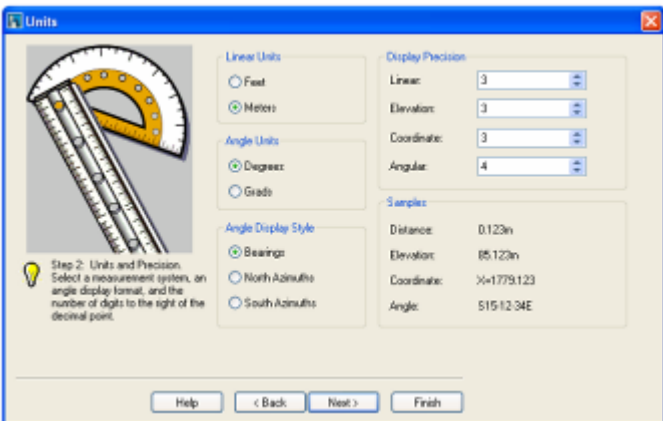 Units
Linear Units
Feet
Meters
Angle Units
Degrees
Grads
Angle Display Style
Bearings
North Azimuths
South Azimuths
Display Precision
Linear: 3
Elevation: 3
Coordinate: 3
Angular: 4
Samples
Distance: 0.123m
Elevation: 85.123m
Coordinate: X=1779.123
Angle: S15-12-34E
Step 2: Units and Precision.
Select a measurement system, an
angle display format, and the
number of digits to the right of the
decimal point.
Help
< Back
Next >
Finish